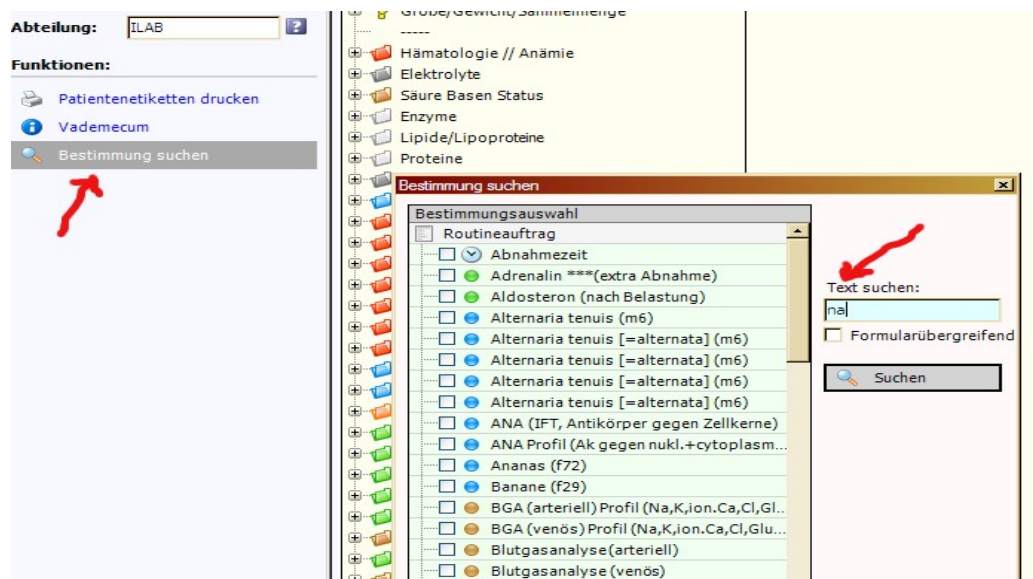 Abteilung: ILAB
Funktionen:
Patientenetiketten drucken
Vademecum
Bestimmung suchen
Größe/Gewicht/Sammelmenge
-----
Hämatologie // Anämie
Elektrolyte
Säure Basen Status
Enzyme
Lipide/Lipoproteine
Proteine
Bestimmung suchen
Bestimmungsauswahl
Routineauftrag
Abnahmezeit
Adrenalin ***(extra Abnahme)
Aldosteron (nach Belastung)
Alternaria tenuis (m6)
Alternaria tenuis [=alternata] (m6)
Alternaria tenuis [=alternata] (m6)
Alternaria tenuis [=alternata] (m6)
Alternaria tenuis [=alternata] (m6)
ANA (IFT, Antikörper gegen Zellkerne)
ANA Profil (Ak gegen nukl.+cytoplasm...
Ananas (f72)
Banane (f29)
BGA (arteriell) Profil (Na,K,ion.Ca,Cl,Gl...
BGA (venös) Profil (Na,K,ion.Ca,Cl,Glu...
Blutgasanalyse (arteriell)
Blutgasanalyse (venös)
Text suchen:
na
Formularübergreifend
Suchen